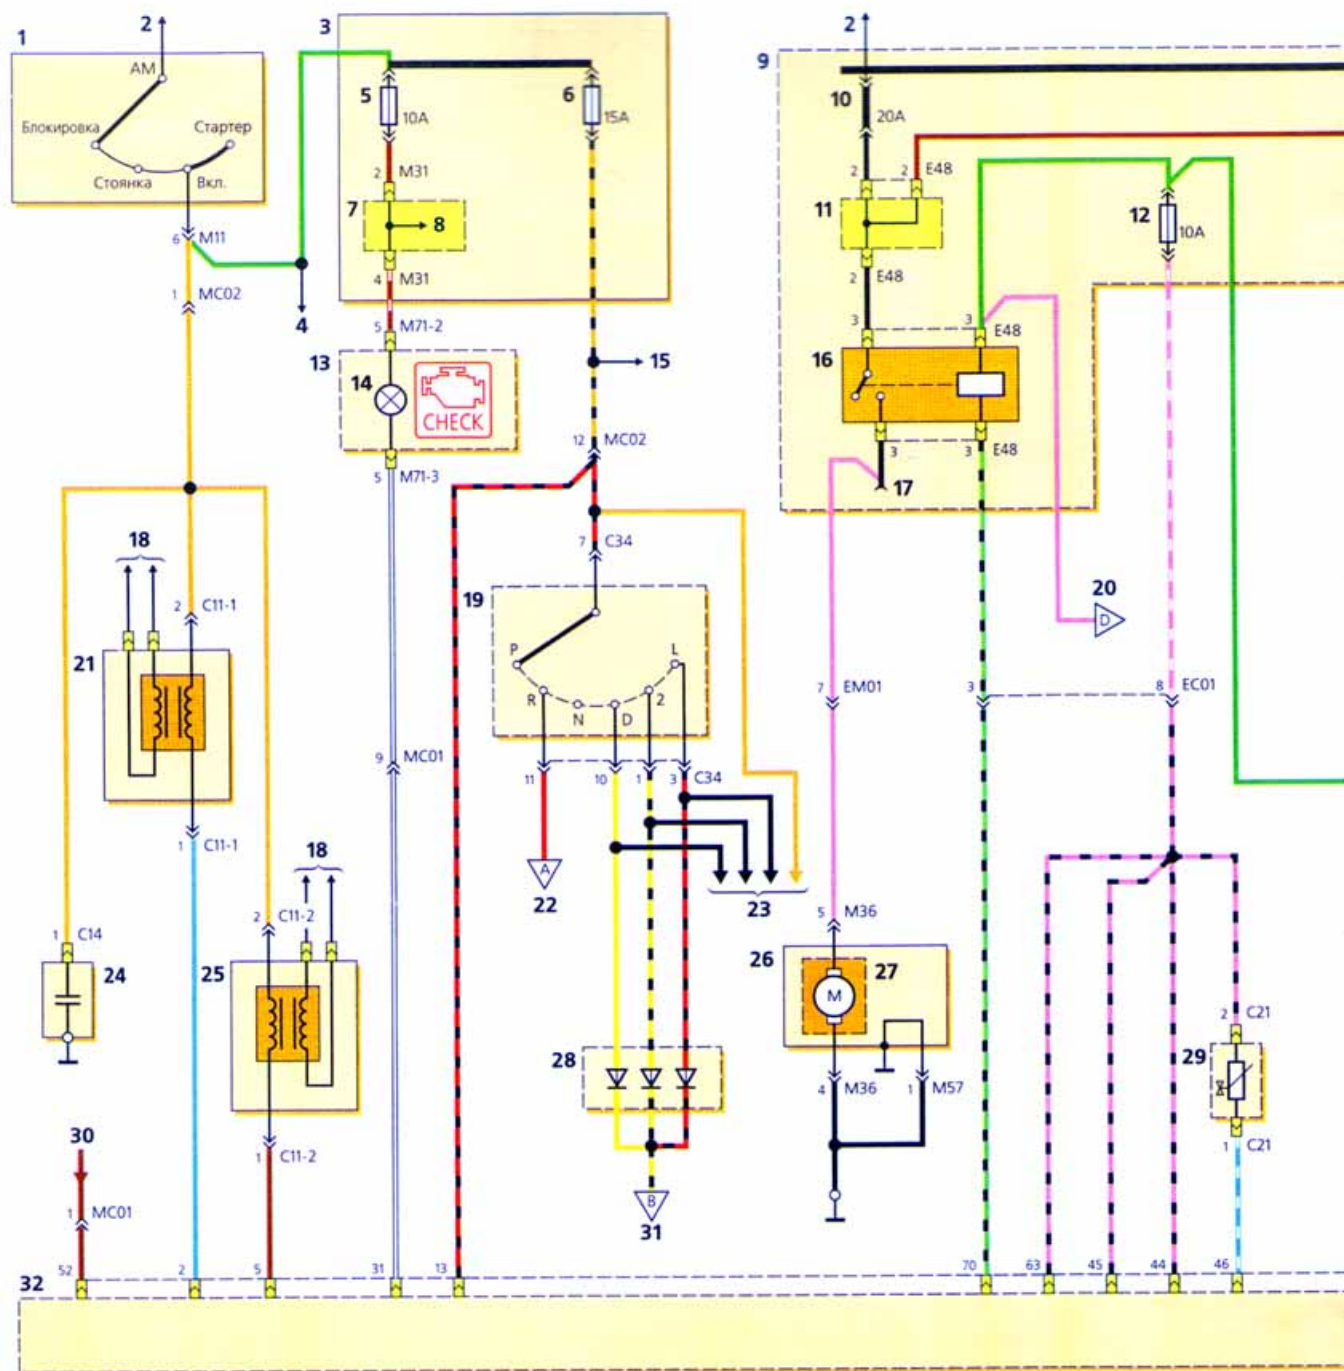 1
2
3
2
9
AM
Блокировка
Стартер
Стоянка
Вкл.
5
10A
6
15A
10
20A
2
M31
2
2
E48
7
8
11
12
10A
6
M11
4
M31
2
E48
1
MC02
4
5
M71-2
3
3
E48
13
14
CHECK
15
16
12
MC02
3
3
E48
5
M71-3
17
18
7
C34
2
C11-1
19
20
D
21
P
L
R
N
D
2
7
EM01
3
8
EC01
9
MC01
11
10
1
3
C34
1
C11-1
18
A
22
23
2
C11-2
5
M36
1
C14
24
25
26
27
M
2
C21
28
29
4
M36
1
M57
30
1
C11-2
1
C21
1
MC01
B
31
32
52
2
5
31
13
70
63
45
44
46